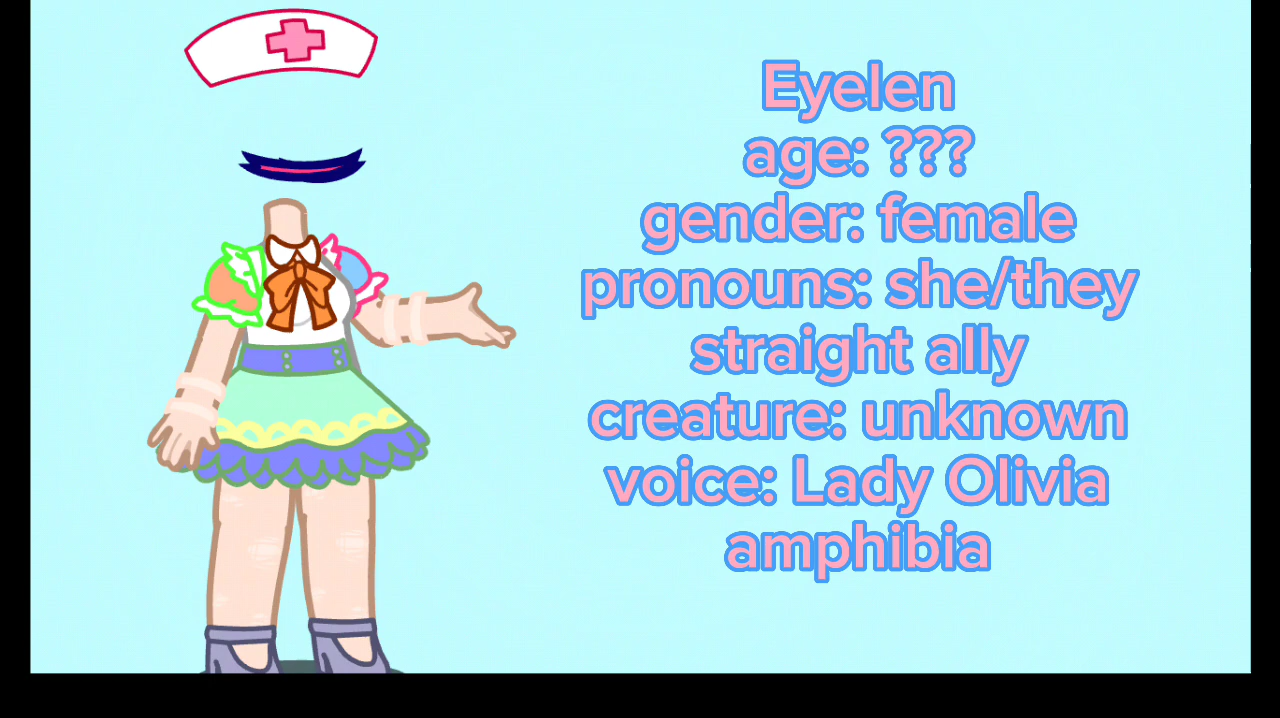 Eyelen
age: ???
gender: female
pronouns: she/they
straight ally
creature: unknown
voice: Lady Olivia
amphibia